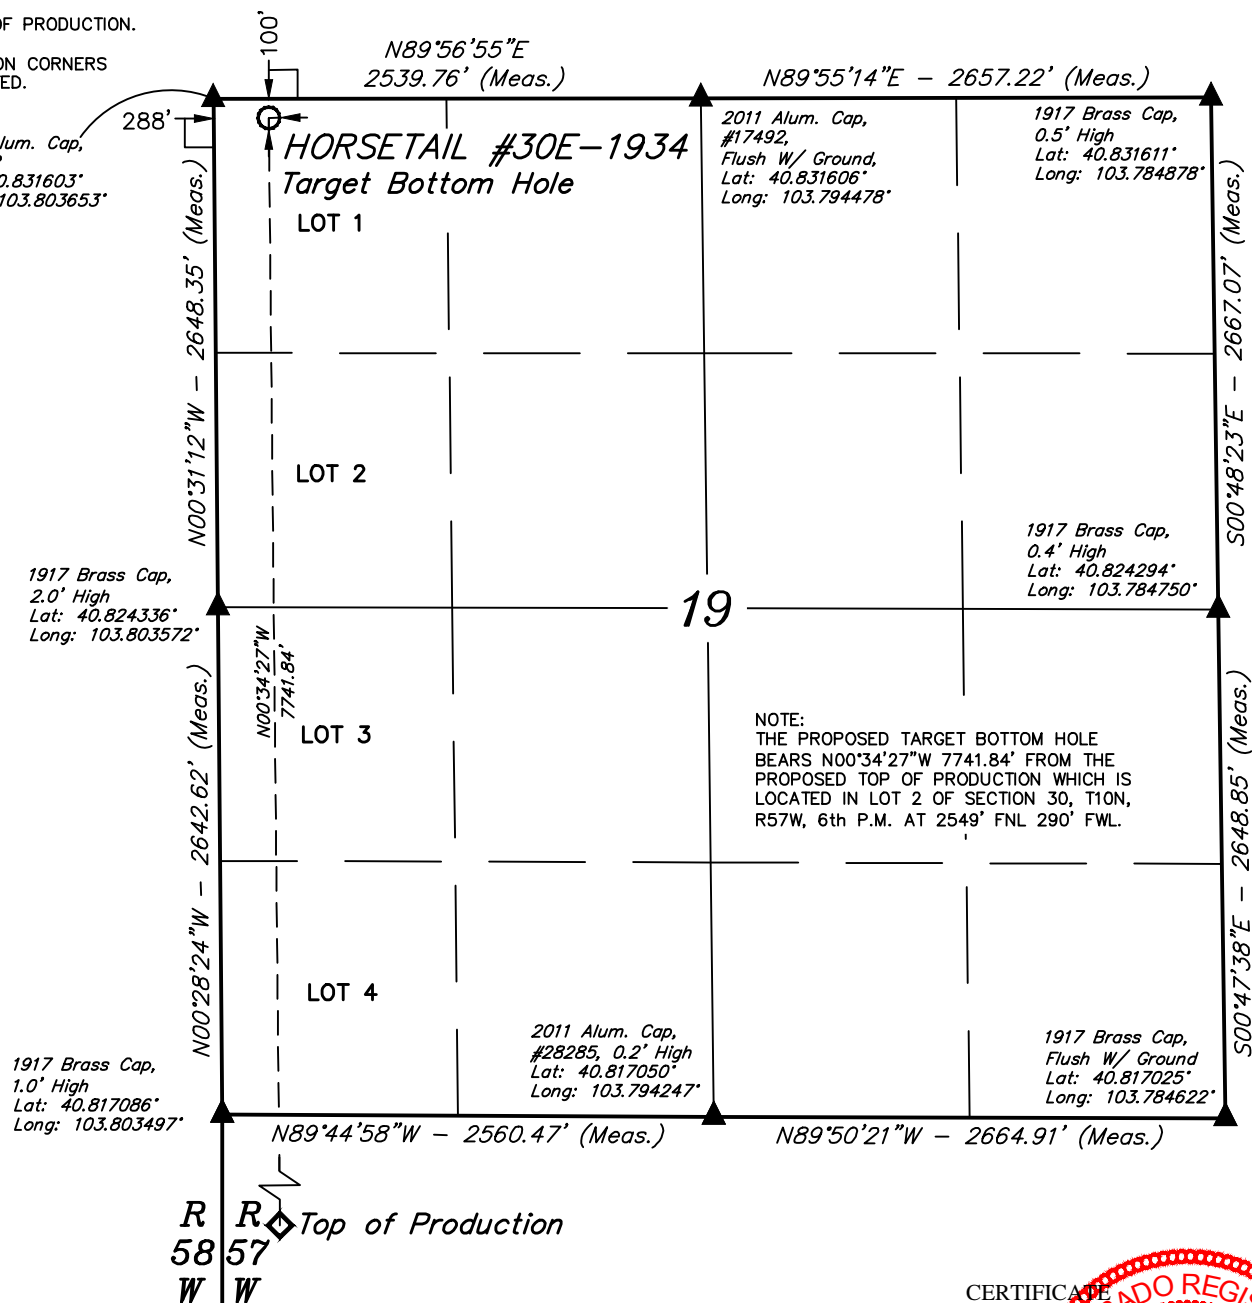 OF PRODUCTION.
ON CORNERS
ED.
100'
N89°56'55"E
2539.76' (Meas.)
N89°55'14"E – 2657.22' (Meas.)
288'
lum. Cap,
0.831603°
103.803653°
HORSETAIL #30E–1934
Target Bottom Hole
LOT 1
2011 Alum. Cap,
#17492,
Flush W/ Ground,
Lat: 40.831606°
Long: 103.794478°
1917 Brass Cap,
0.5' High
Lat: 40.831611°
Long: 103.784878°
N00°31'12"W – 2648.35' (Meas.)
S00°48'23"E – 2667.07' (Meas.)
LOT 2
1917 Brass Cap,
0.4' High
Lat: 40.824294°
Long: 103.784750°
1917 Brass Cap,
2.0' High
Lat: 40.824336°
Long: 103.803572°
19
N00°34'27"W
7741.84'
LOT 3
NOTE:
THE PROPOSED TARGET BOTTOM HOLE
BEARS N00°34'27"W 7741.84' FROM THE
PROPOSED TOP OF PRODUCTION WHICH IS
LOCATED IN LOT 2 OF SECTION 30, T10N,
R57W, 6th P.M. AT 2549' FNL 290' FWL.
N00°28'24"W – 2642.62' (Meas.)
S00°47'38"E – 2648.85' (Meas.)
LOT 4
2011 Alum. Cap,
#28285, 0.2' High
Lat: 40.817050°
Long: 103.794247°
1917 Brass Cap,
Flush W/ Ground
Lat: 40.817025°
Long: 103.784622°
1917 Brass Cap,
1.0' High
Lat: 40.817086°
Long: 103.803497°
N89°44'58"W – 2560.47' (Meas.)
N89°50'21"W – 2664.91' (Meas.)
Top of Production
R R
58 57
W W
CERTIFICATE
ADO REGIS